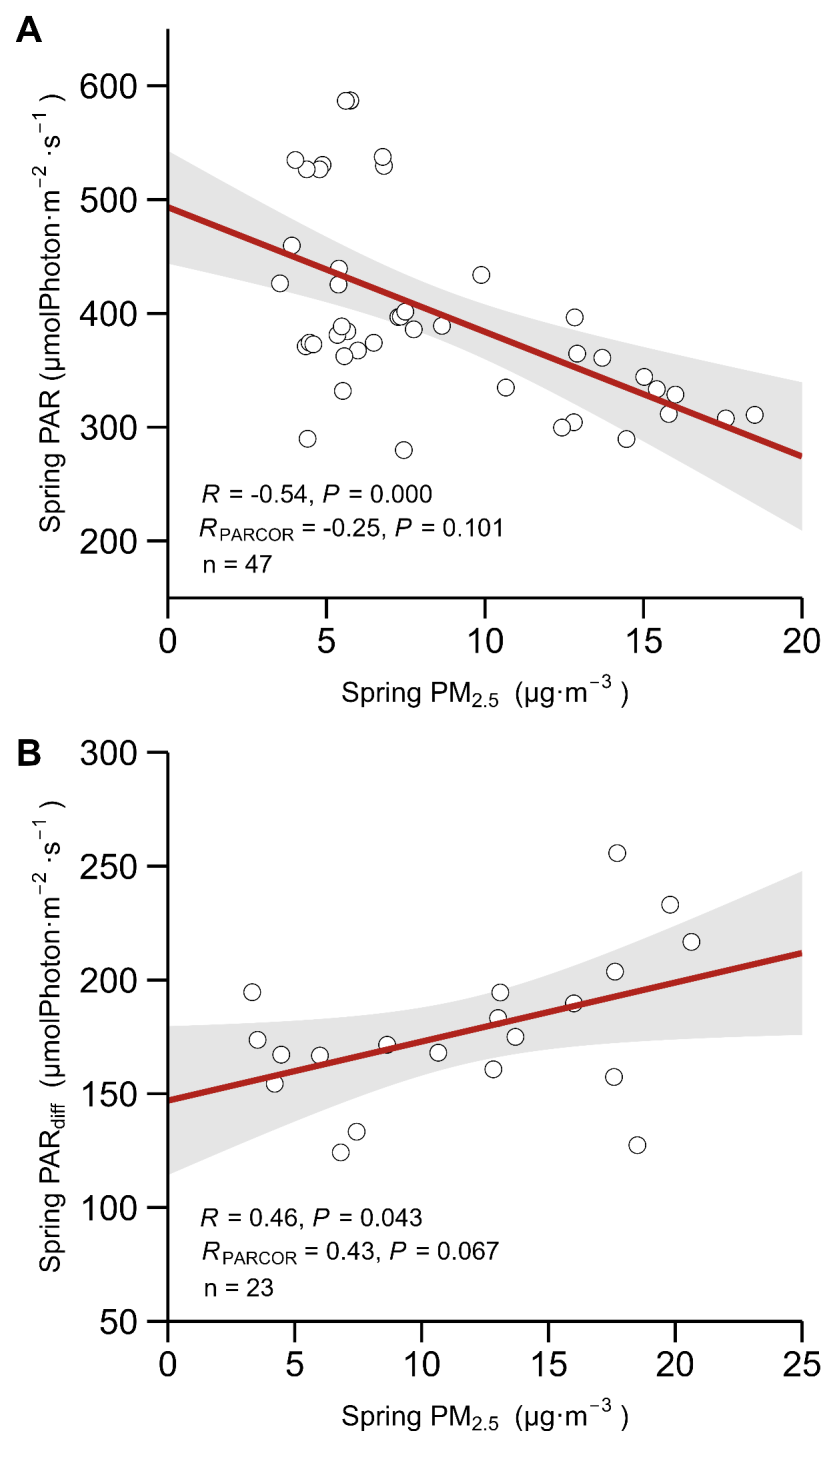 A
Spring PAR (μmolPhoton·m−2 ·s−1 )
600
500
400
300
200
R = -0.54, P = 0.000
RPARCOR = -0.25, P = 0.101
n = 47
0 5 10 15 20
Spring PM2.5 (μg·m−3 )
B
Spring PARdiff (μmolPhoton·m−2 ·s−1 )
300
250
200
150
100
50
R = 0.46, P = 0.043
RPARCOR = 0.43, P = 0.067
n = 23
0 5 10 15 20 25
Spring PM2.5 (μg·m−3 )